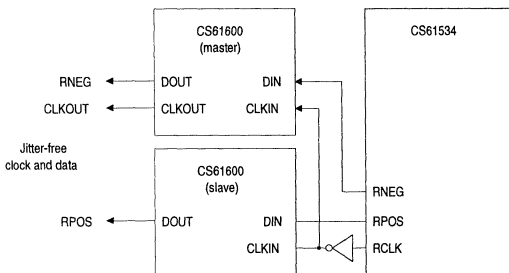 CS61600
(master)
CS61534
RNEG
DOUT
DIN
CLKOUT
CLKOUT
CLKIN
Jitter-free
clock and data
CS61600
(slave)
RNEG
RPOS
DOUT
DIN
RPOS
CLKIN
RCLK